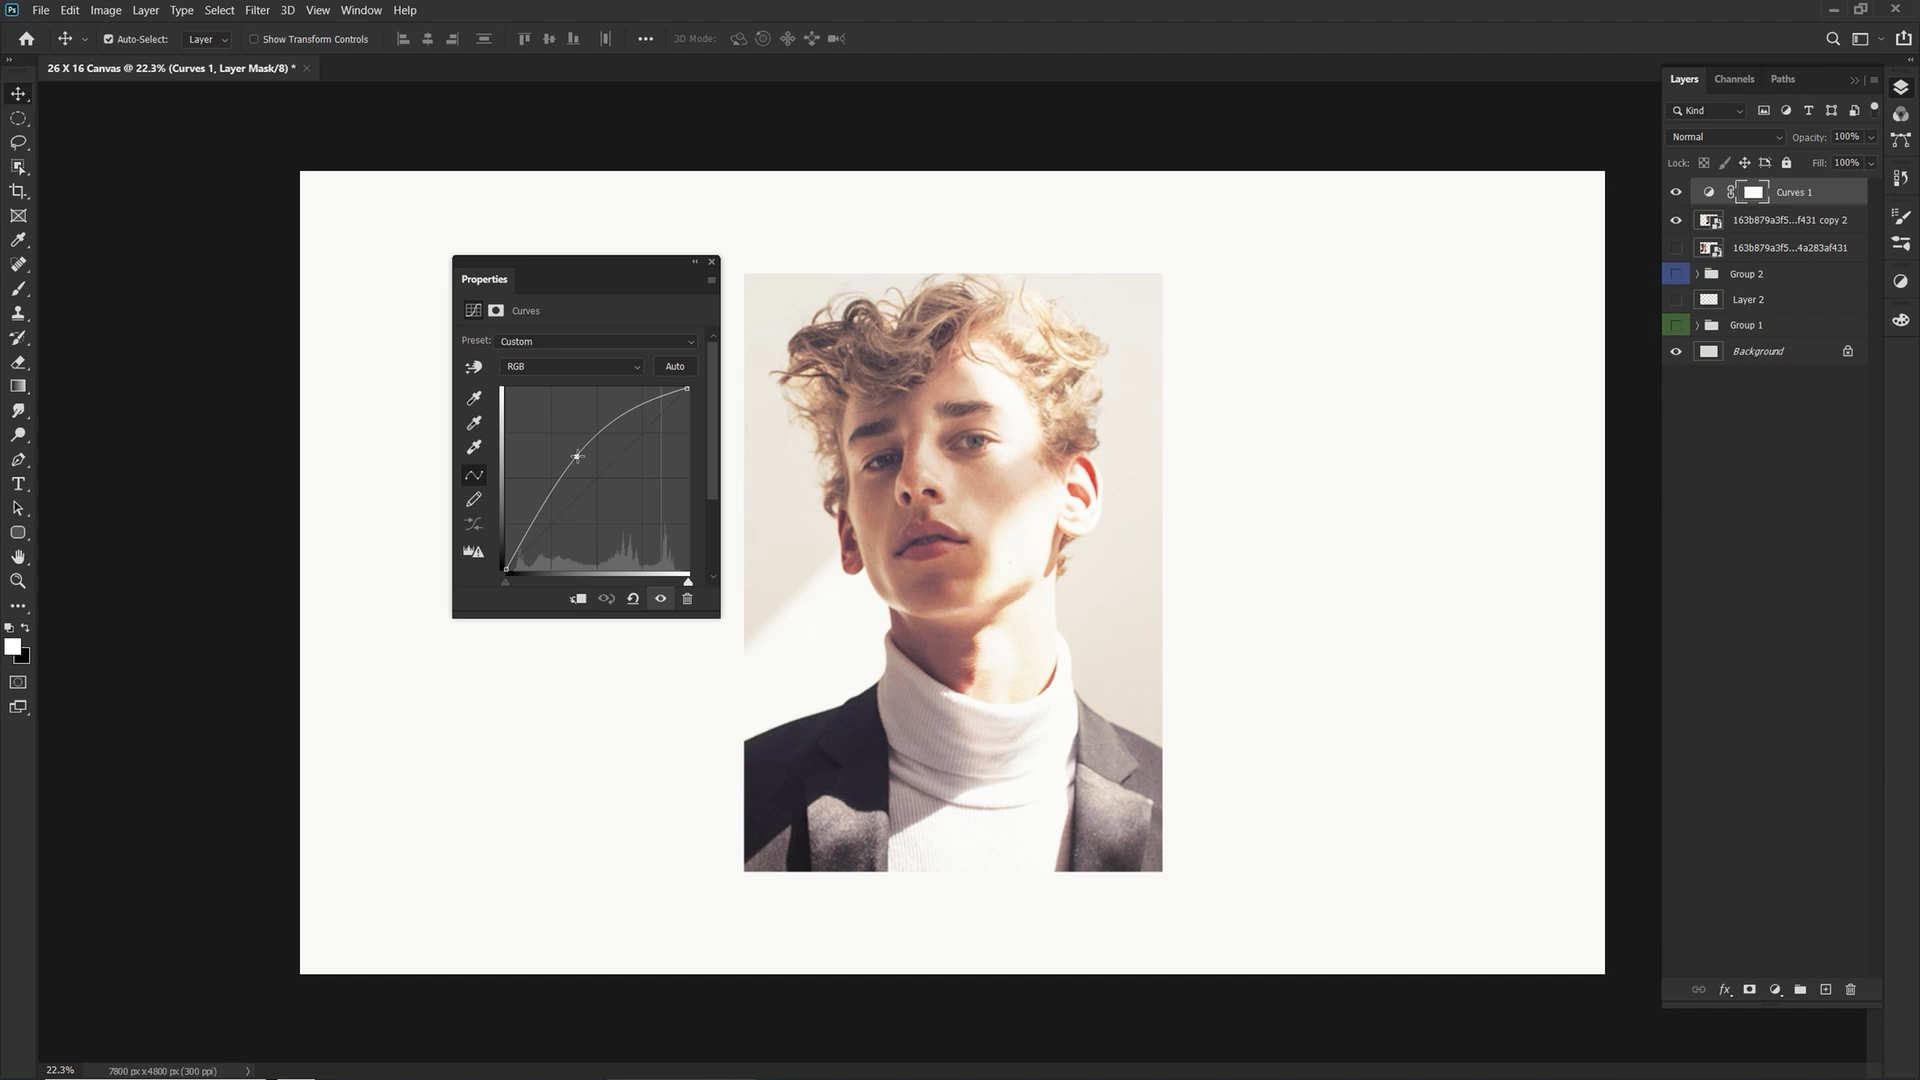 Ps File Edit Image Layer Type Select Filter 3D View Window Help
Auto-Select: Layer Show Transform Controls 3D Mode:
26 X 16 Canvas @ 22.3% (Curves 1, Layer Mask/8) *
Layers Channels Paths
Kind
Normal Opacity: 100%
Lock: Fill: 100%
Curves 1
163b879a3f5...f431 copy 2
163b879a3f5...4a283af431
Group 2
Layer 2
Group 1
Background
Properties
Curves
Preset: Custom
RGB Auto
fx
22.3% 7800 px x 4800 px (300 ppi)